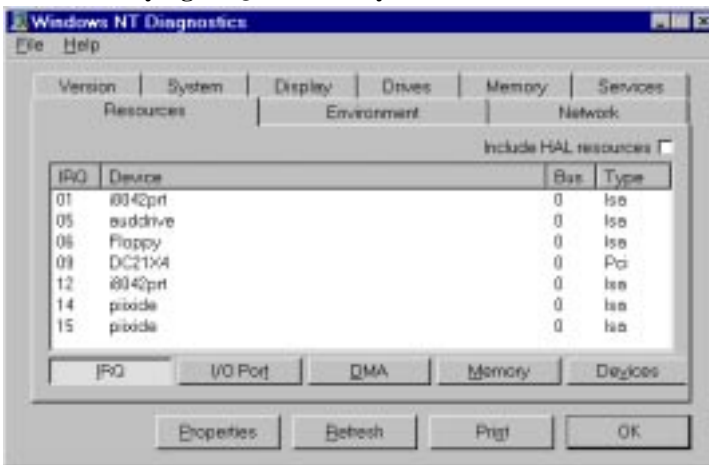 Windows NT Diagnostics
File Help
Version System Display Drives Memory Services
Resources Environment Network
Include HAL resources
IRQ Device Bus Type
01 i8042prt 0 Isa
05 auddrive 0 Isa
06 Floppy 0 Isa
09 DC21X4 0 Pci
12 i8042prt 0 Isa
14 piixide 0 Isa
15 piixide 0 Isa
IRQ I/O Port DMA Memory Devices
Properties Refresh Print OK